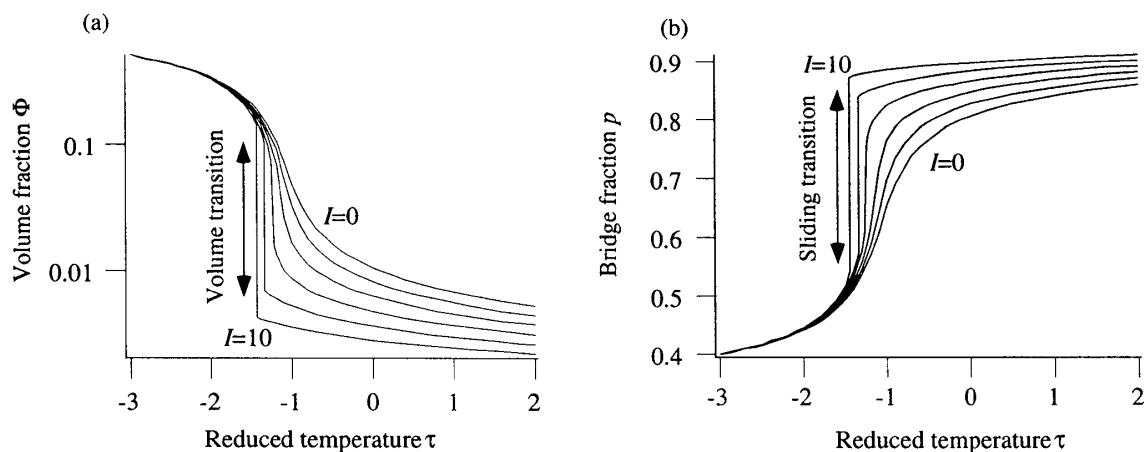 (a)
Volume fraction Φ
0.1
0.01
Volume transition
I=0
I=10
-3 -2 -1 0 1 2
Reduced temperature τ
(b)
Bridge fraction p
0.9
0.8
0.7
0.6
0.5
0.4
I=10
Sliding transition
I=0
-3 -2 -1 0 1 2
Reduced temperature τ